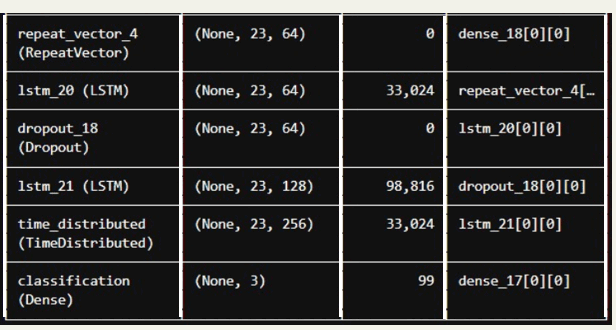 repeat_vector_4 (None, 23, 64) 0 dense_18[0][0]
(RepeatVector)
lstm_20 (LSTM) (None, 23, 64) 33,024 repeat_vector_4[…
dropout_18 (None, 23, 64) 0 lstm_20[0][0]
(Dropout)
lstm_21 (LSTM) (None, 23, 128) 98,816 dropout_18[0][0]
time_distributed (None, 23, 256) 33,024 lstm_21[0][0]
(TimeDistributed)
classification (None, 3) 99 dense_17[0][0]
(Dense)